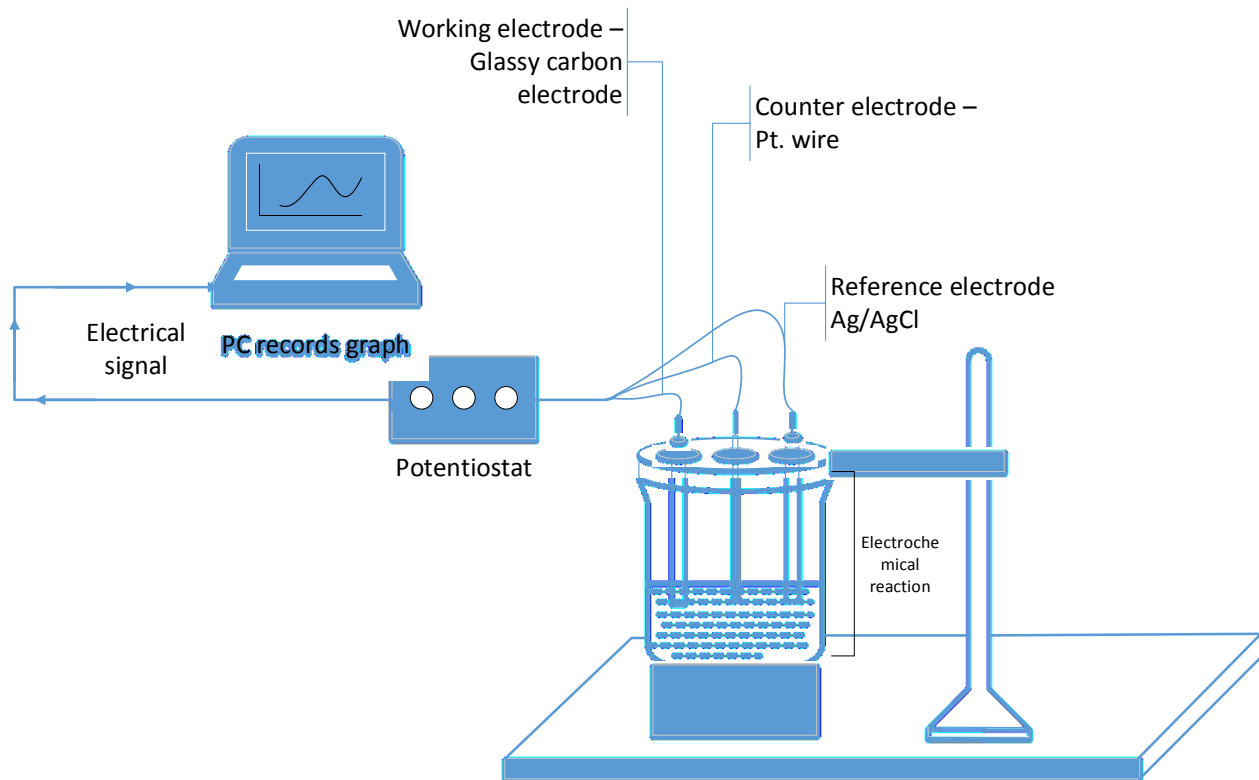 Working electrode –
Glassy carbon
electrode
Counter electrode –
Pt. wire
Reference electrode
Ag/AgCl
Electrical
signal
PC records graph
Potentiostat
Electroche
mical
reaction